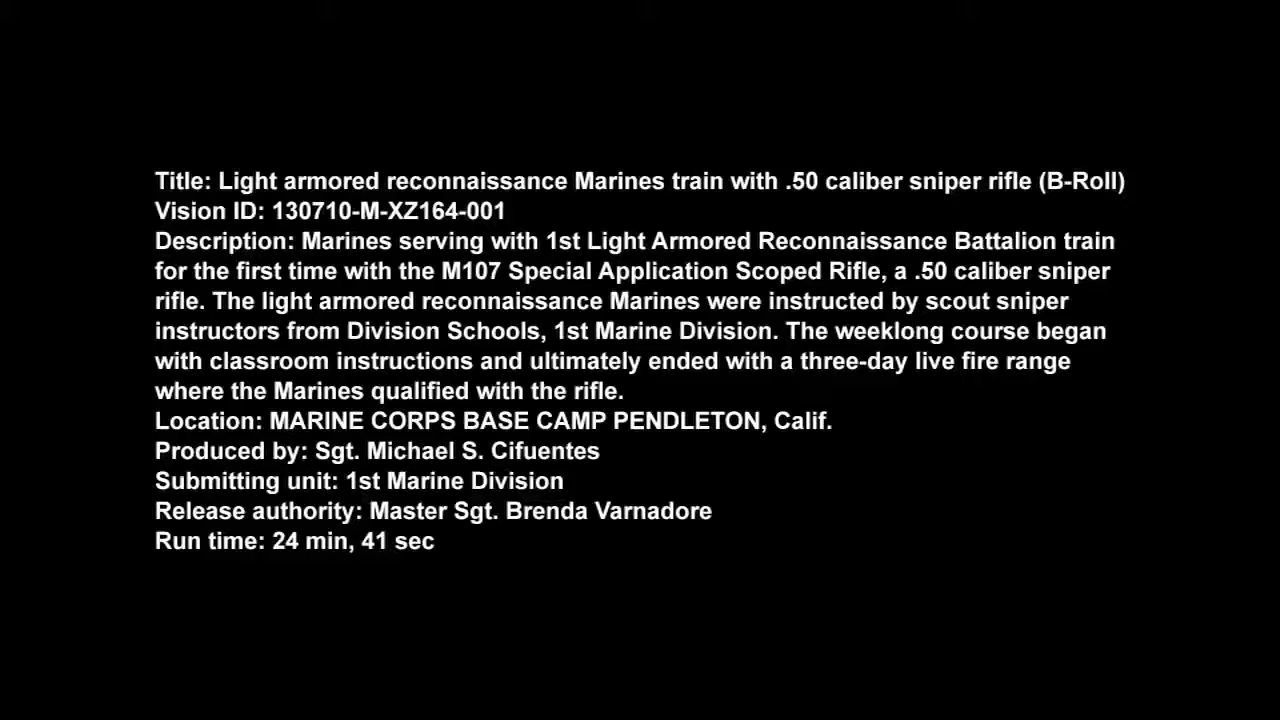 Title: Light armored reconnaissance Marines train with .50 caliber sniper rifle (B-Roll)
Vision ID: 130710-M-XZ164-001
Description: Marines serving with 1st Light Armored Reconnaissance Battalion train
for the first time with the M107 Special Application Scoped Rifle, a .50 caliber sniper
rifle. The light armored reconnaissance Marines were instructed by scout sniper
instructors from Division Schools, 1st Marine Division. The weeklong course began
with classroom instructions and ultimately ended with a three-day live fire range
where the Marines qualified with the rifle.
Location: MARINE CORPS BASE CAMP PENDLETON, Calif.
Produced by: Sgt. Michael S. Cifuentes
Submitting unit: 1st Marine Division
Release authority: Master Sgt. Brenda Varnadore
Run time: 24 min, 41 sec